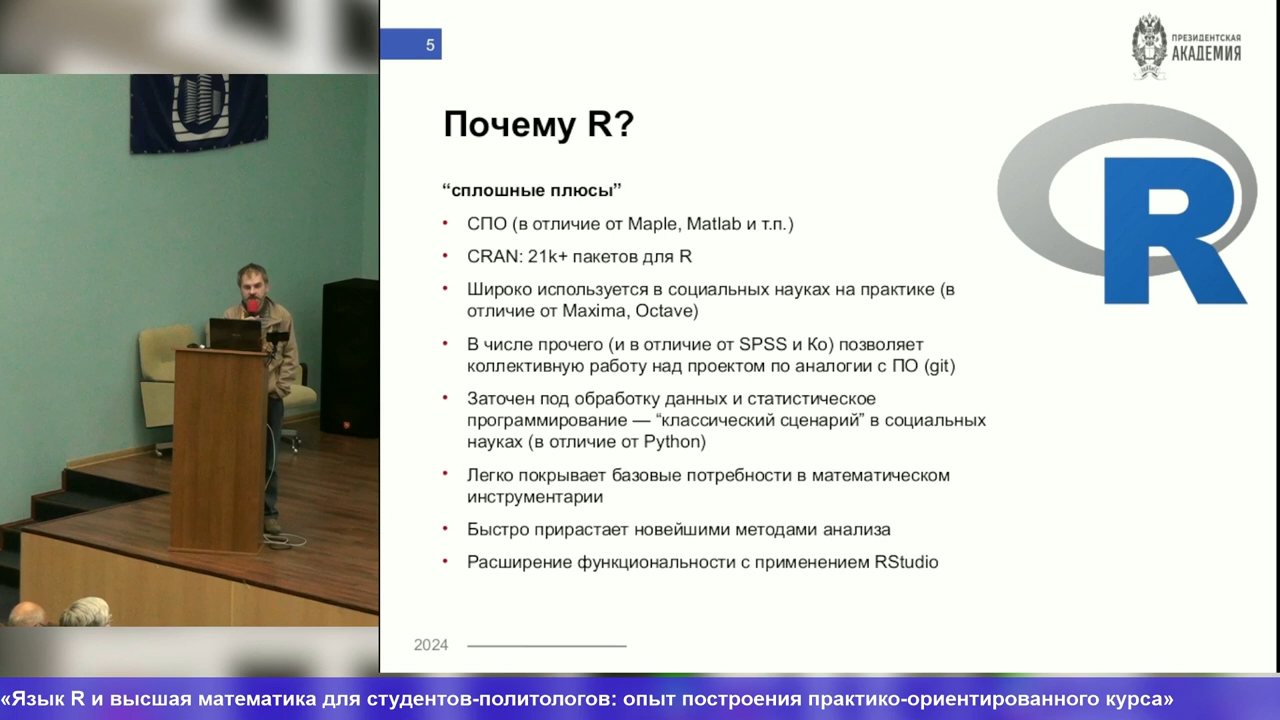 5
ПРЕЗИДЕНТСКАЯ
АКАДЕМИЯ
Почему R?
“сплошные плюсы”
• СПО (в отличие от Maple, Matlab и т.п.)
• CRAN: 21k+ пакетов для R
• Широко используется в социальных науках на практике (в
отличие от Maxima, Octave)
• В числе прочего (и в отличие от SPSS и Ко) позволяет
коллективную работу над проектом по аналогии с ПО (git)
• Заточен под обработку данных и статистическое
программирование — “классический сценарий” в социальных
науках (в отличие от Python)
• Легко покрывает базовые потребности в математическом
инструментарии
• Быстро прирастает новейшими методами анализа
• Расширение функциональности с применением RStudio
R
2024
«Язык R и высшая математика для студентов-политологов: опыт построения практико-ориентированного курса»